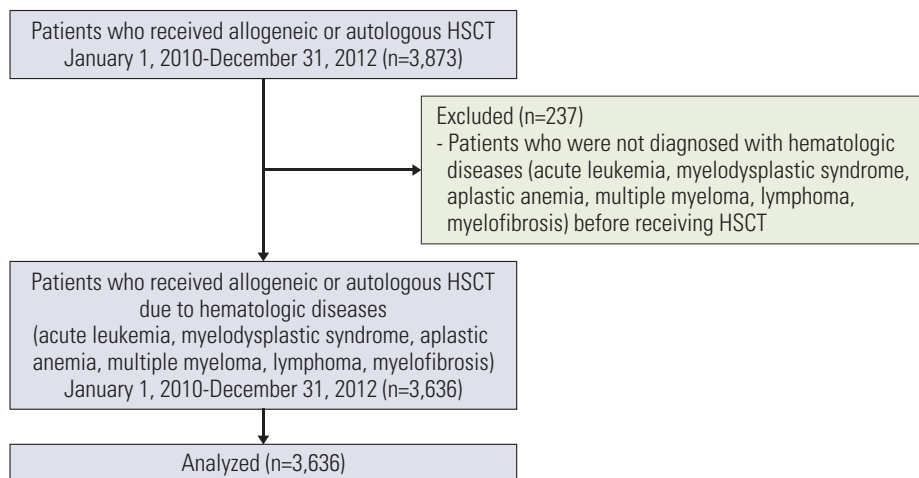 Patients who received allogeneic or autologous HSCT
January 1, 2010-December 31, 2012 (n=3,873)
Excluded (n=237)
- Patients who were not diagnosed with hematologic
diseases (acute leukemia, myelodysplastic syndrome,
aplastic anemia, multiple myeloma, lymphoma,
myelofibrosis) before receiving HSCT
Patients who received allogeneic or autologous HSCT
due to hematologic diseases
(acute leukemia, myelodysplastic syndrome, aplastic
anemia, multiple myeloma, lymphoma, myelofibrosis)
January 1, 2010-December 31, 2012 (n=3,636)
Analyzed (n=3,636)